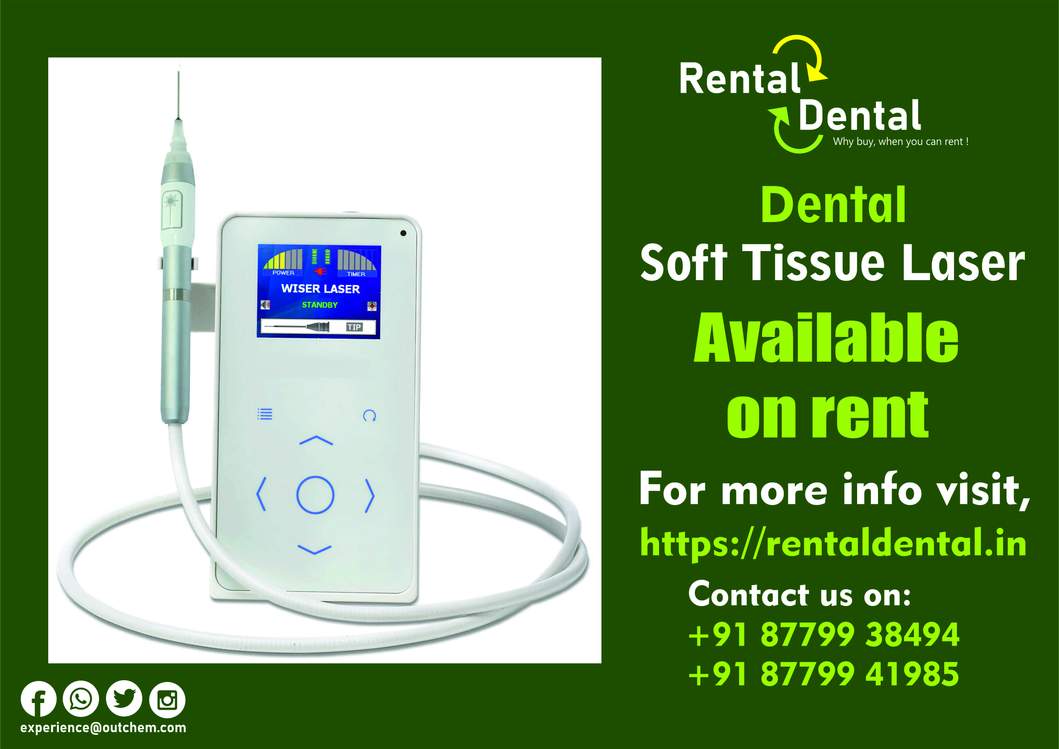 Rental
Dental
Why buy, when you can rent !
Dental
Soft Tissue Laser
Available
on rent
For more info visit,
https://rentaldental.in
Contact us on:
+91 87799 38494
+91 87799 41985
POWER
TIMER
WISER LASER
STANDBY
TIP
experience@outchem.com